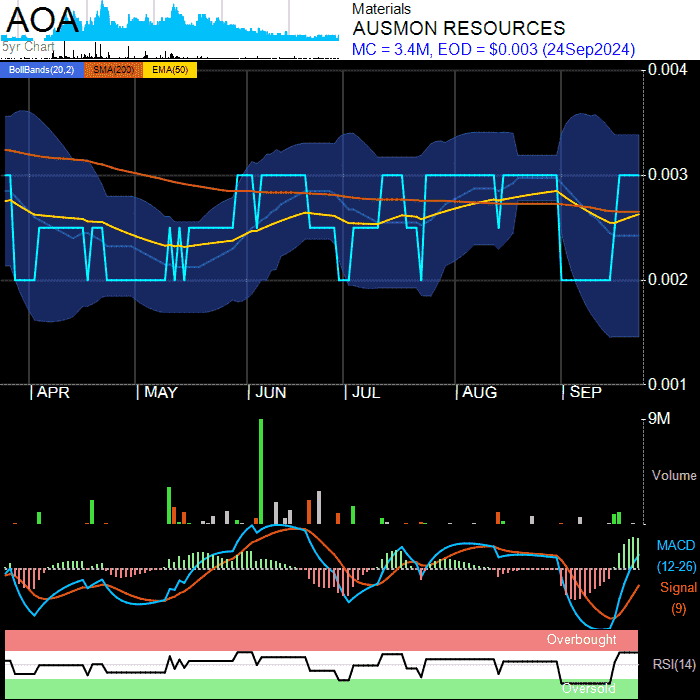 AOA
5yr Chart
Materials
AUSMON RESOURCES
MC = 3.4M, EOD = $0.003 (24Sep2024)
BollBands(20,2) SMA(200) EMA(50)
0.004
0.003
0.002
0.001
APR MAY JUN JUL AUG SEP
9M
Volume
MACD
(12-26)
Signal
(9)
Overbought
RSI(14)
Oversold